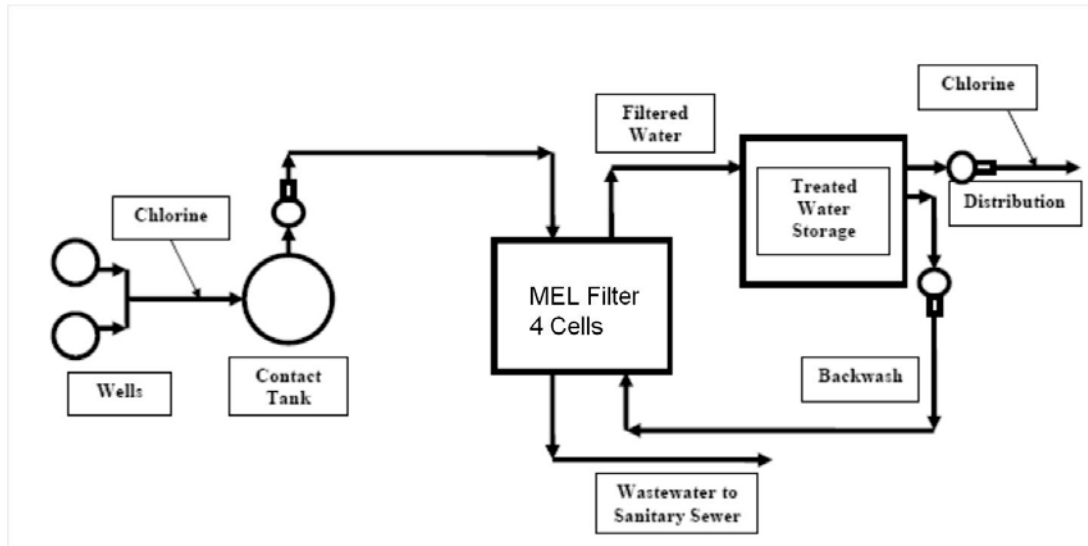 Chlorine
Filtered
Water
Chlorine
Treated
Water
Storage
Distribution
MEL Filter
4 Cells
Wells
Contact
Tank
Backwash
Wastewater to
Sanitary Sewer